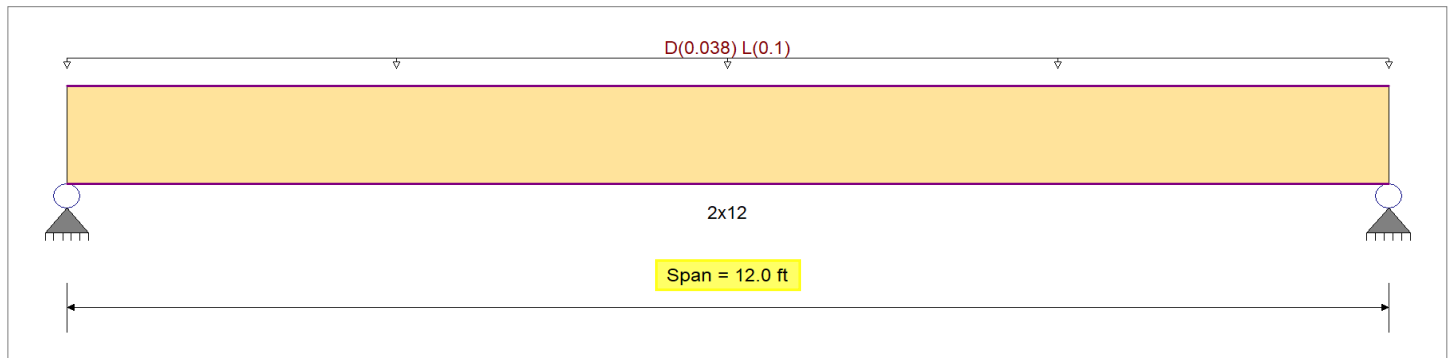 D(0.038) L(0.1)
2x12
Span = 12.0 ft